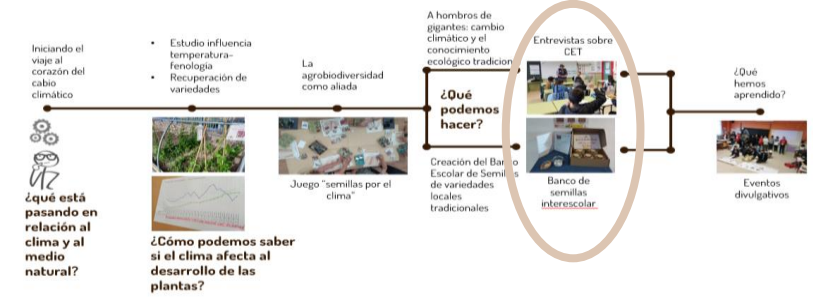 Iniciando el
viaje al
corazón del
cabio
climático
¿qué está
pasando en
relación al
clima y al
medio
natural?
• Estudio influencia
temperatura-
fenología
• Recuperación de
variedades
¿Cómo podemos saber
si el clima afecta al
desarrollo de las
plantas?
La
agrobiodiversidad
como aliada
Juego "semillas por el
clima"
A hombros de
gigantes: cambio
climático y el
conocimiento
ecológico tradicion
¿Qué
podemos
hacer?
Creación del Banco
Escolar de Semillas
de variedades
locales
tradicionales
Entrevistas sobre
CET
Banco de
semillas
interescolar
¿Qué
hemos
aprendido?
Eventos
divulgativos